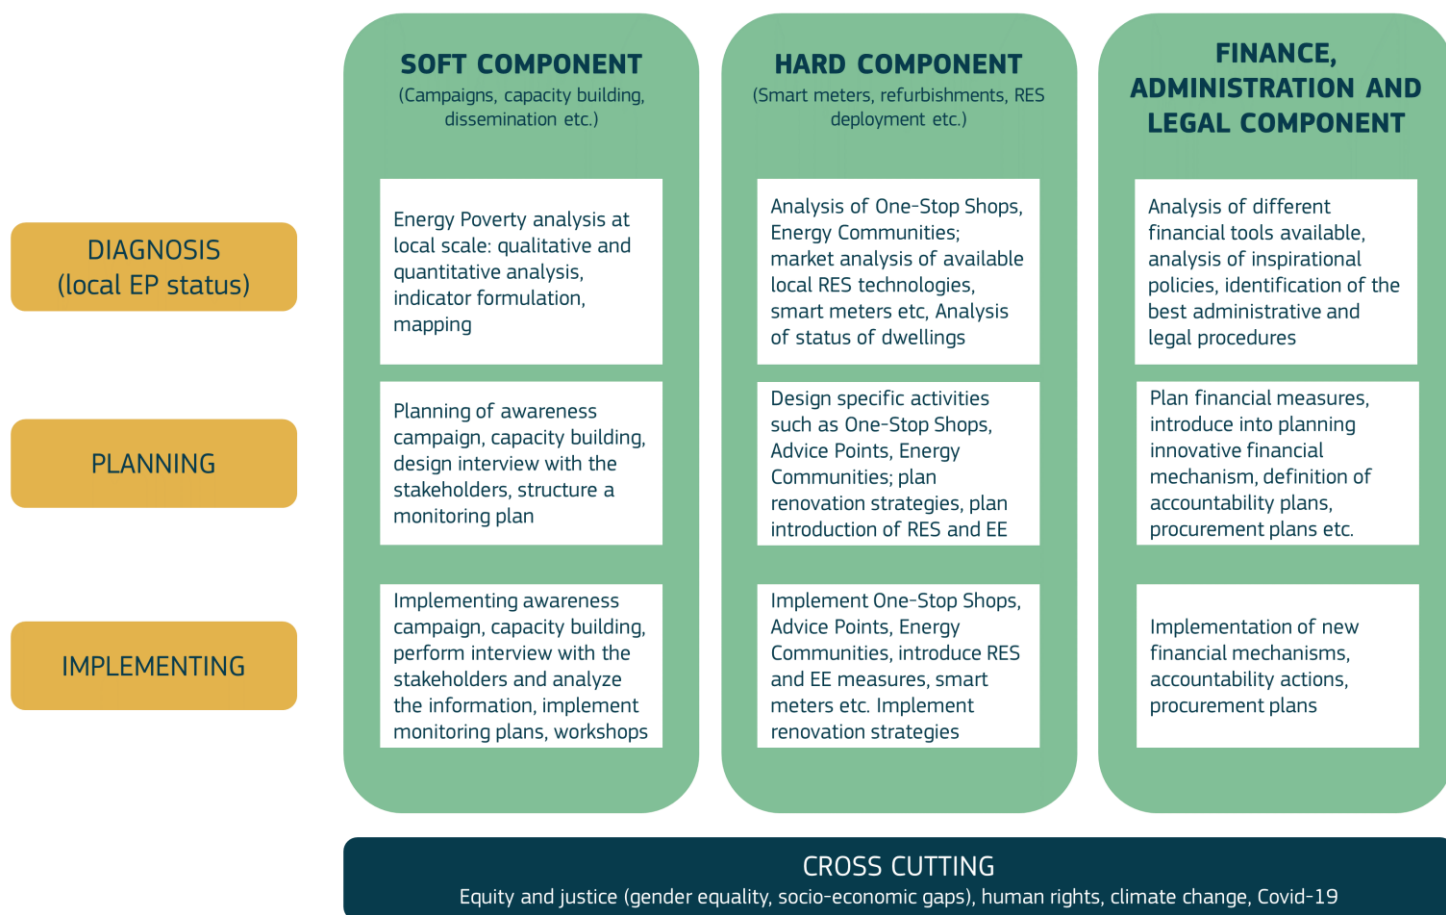 SOFT COMPONENT
(Campaigns, capacity building,
dissemination etc.)
HARD COMPONENT
(Smart meters, refurbishments, RES
deployment etc.)
FINANCE,
ADMINISTRATION AND
LEGAL COMPONENT
DIAGNOSIS
(local EP status)
Energy Poverty analysis at
local scale: qualitative and
quantitative analysis,
indicator formulation,
mapping
Analysis of One-Stop Shops,
Energy Communities;
market analysis of available
local RES technologies,
smart meters etc, Analysis
of status of dwellings
Analysis of different
financial tools available,
analysis of inspirational
policies, identification of the
best administrative and
legal procedures
PLANNING
Planning of awareness
campaign, capacity building,
design interview with the
stakeholders, structure a
monitoring plan
Design specific activities
such as One-Stop Shops,
Advice Points, Energy
Communities; plan
renovation strategies, plan
introduction of RES and EE
Plan financial measures,
introduce into planning
innovative financial
mechanism, definition of
accountability plans,
procurement plans etc.
IMPLEMENTING
Implementing awareness
campaign, capacity building,
perform interview with the
stakeholders and analyze
the information, implement
monitoring plans, workshops
Implement One-Stop Shops,
Advice Points, Energy
Communities, introduce RES
and EE measures, smart
meters etc. Implement
renovation strategies
Implementation of new
financial mechanisms,
accountability actions,
procurement plans
CROSS CUTTING
Equity and justice (gender equality, socio-economic gaps), human rights, climate change, Covid-19